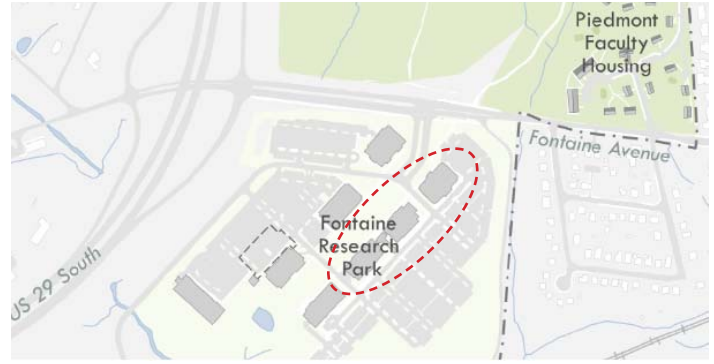 Piedmont
Faculty
Housing
Fontaine Avenue
Fontaine
Research
Park
US 29 South